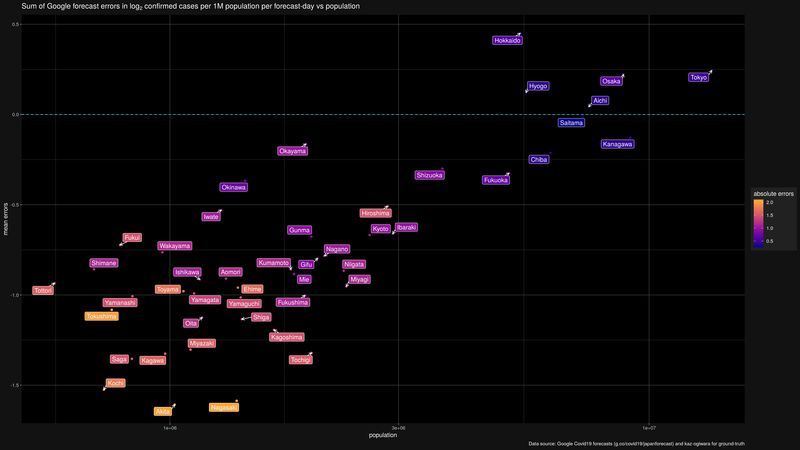 Sum of Google forecast errors in log₂ confirmed cases per 1M population per forecast-day vs population
0.5
Hokkaido
Tokyo
Osaka
Hyogo
Aichi
0.0
Saitama
Kanagawa
Okayama
Chiba
Shizuoka
Fukuoka
Okinawa
absolute errors
2.0
1.5
1.0
0.5
mean errors
-0.5
Iwate
Hiroshima
Gunma
Kyoto
Ibaraki
Fukui
Wakayama
Nagano
Shimane
Kumamoto
Gifu
Niigata
Ishikawa
Aomori
Mie
Miyagi
-1.0
Tottori
Toyama
Ehime
Yamanashi
Yamagata
Yamaguchi
Fukushima
Tokushima
Oita
Shiga
Kagoshima
Miyazaki
Saga
Kagawa
Tochigi
Kochi
-1.5
Akita
Nagasaki
1e+06
3e+06
1e+07
population
Data source: Google Covid19 forecasts (g.co/covid19/japanforecast) and kaz-ogiwara for ground-truth